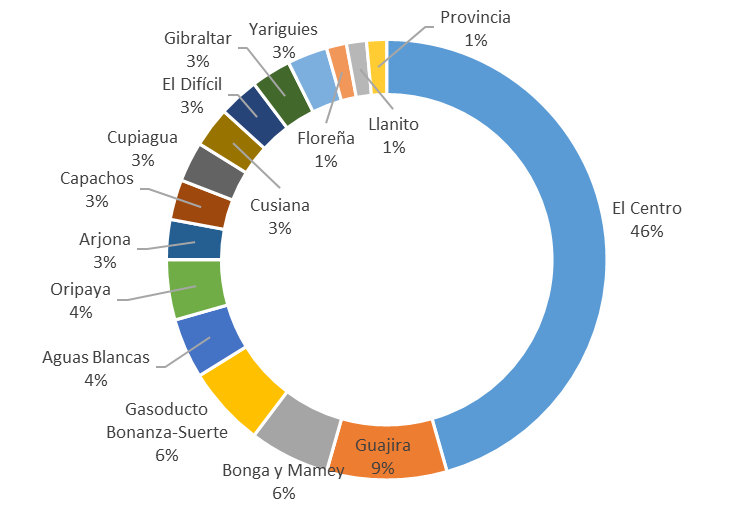 Provincia
1%
Yariguies
3%
Gibraltar
3%
El Difícil
3%
Floreña
1%
Llanito
1%
Cupiagua
3%
Capachos
3%
Cusiana
3%
El Centro
46%
Arjona
3%
Oripaya
4%
Aguas Blancas
4%
Gasoducto
Bonanza-Suerte
6%
Guajira
9%
Bonga y Mamey
6%